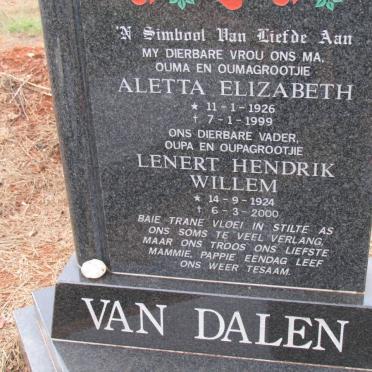 'N Simbool Van Liefde Aan
MY DIERBARE VROU ONS MA,
OUMA EN OUMAGROOTJIE
ALETTA ELIZABETH
★ 11-1-1926
† 7-1-1999
ONS DIERBARE VADER,
OUPA EN OUPAGROOTJIE
LENERT HENDRIK
WILLEM
★ 14-9-1924
† 6-3-2000
BAIE TRANE VLOEI IN STILTE AS
ONS SOMS TE VEEL VERLANG,
MAAR ONS TROOS ONS LIEFSTE
MAMMIE, PAPPIE EENDAG LEEF
ONS WEER TESAAM.
VAN DALEN